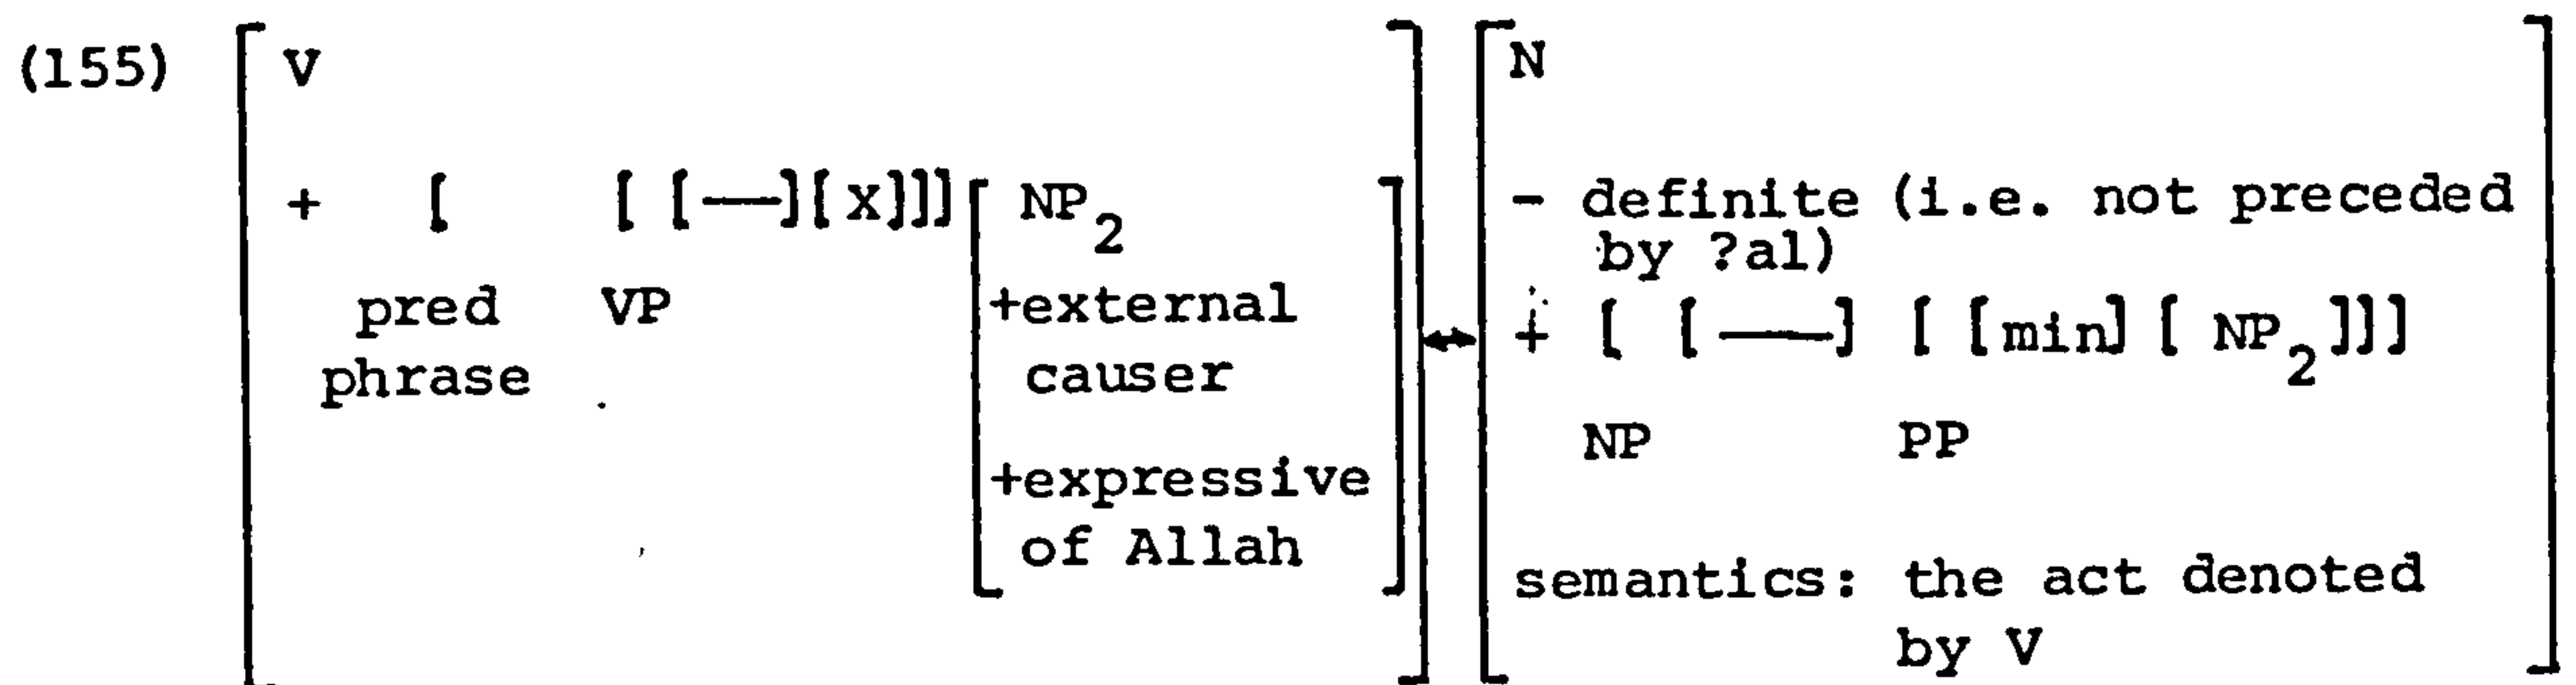 (155) [ V ] ↔ [ N ]
+ [ [ [—][x]]] [ NP₂ - definite (i.e. not preceded
by ?al)
pred VP +external + [ [—] [ [min] [ NP₂]]]
phrase causer
NP PP
+expressive
of Allah
semantics: the act denoted
by V